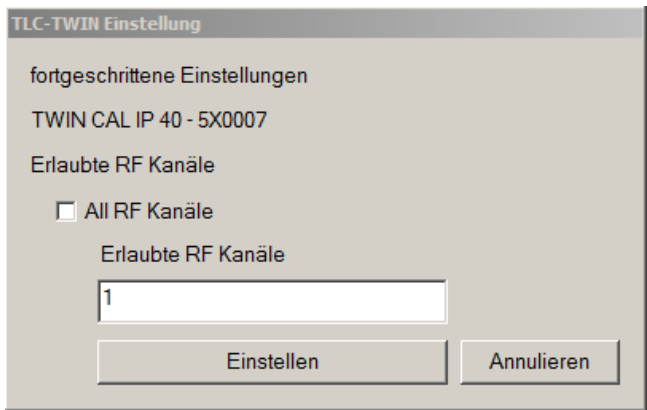 TLC-TWIN Einstellung
fortgeschrittene Einstellungen
TWIN CAL IP 40 - 5X0007
Erlaubte RF Kanäle
All RF Kanäle
Erlaubte RF Kanäle
1
Einstellen Annulieren